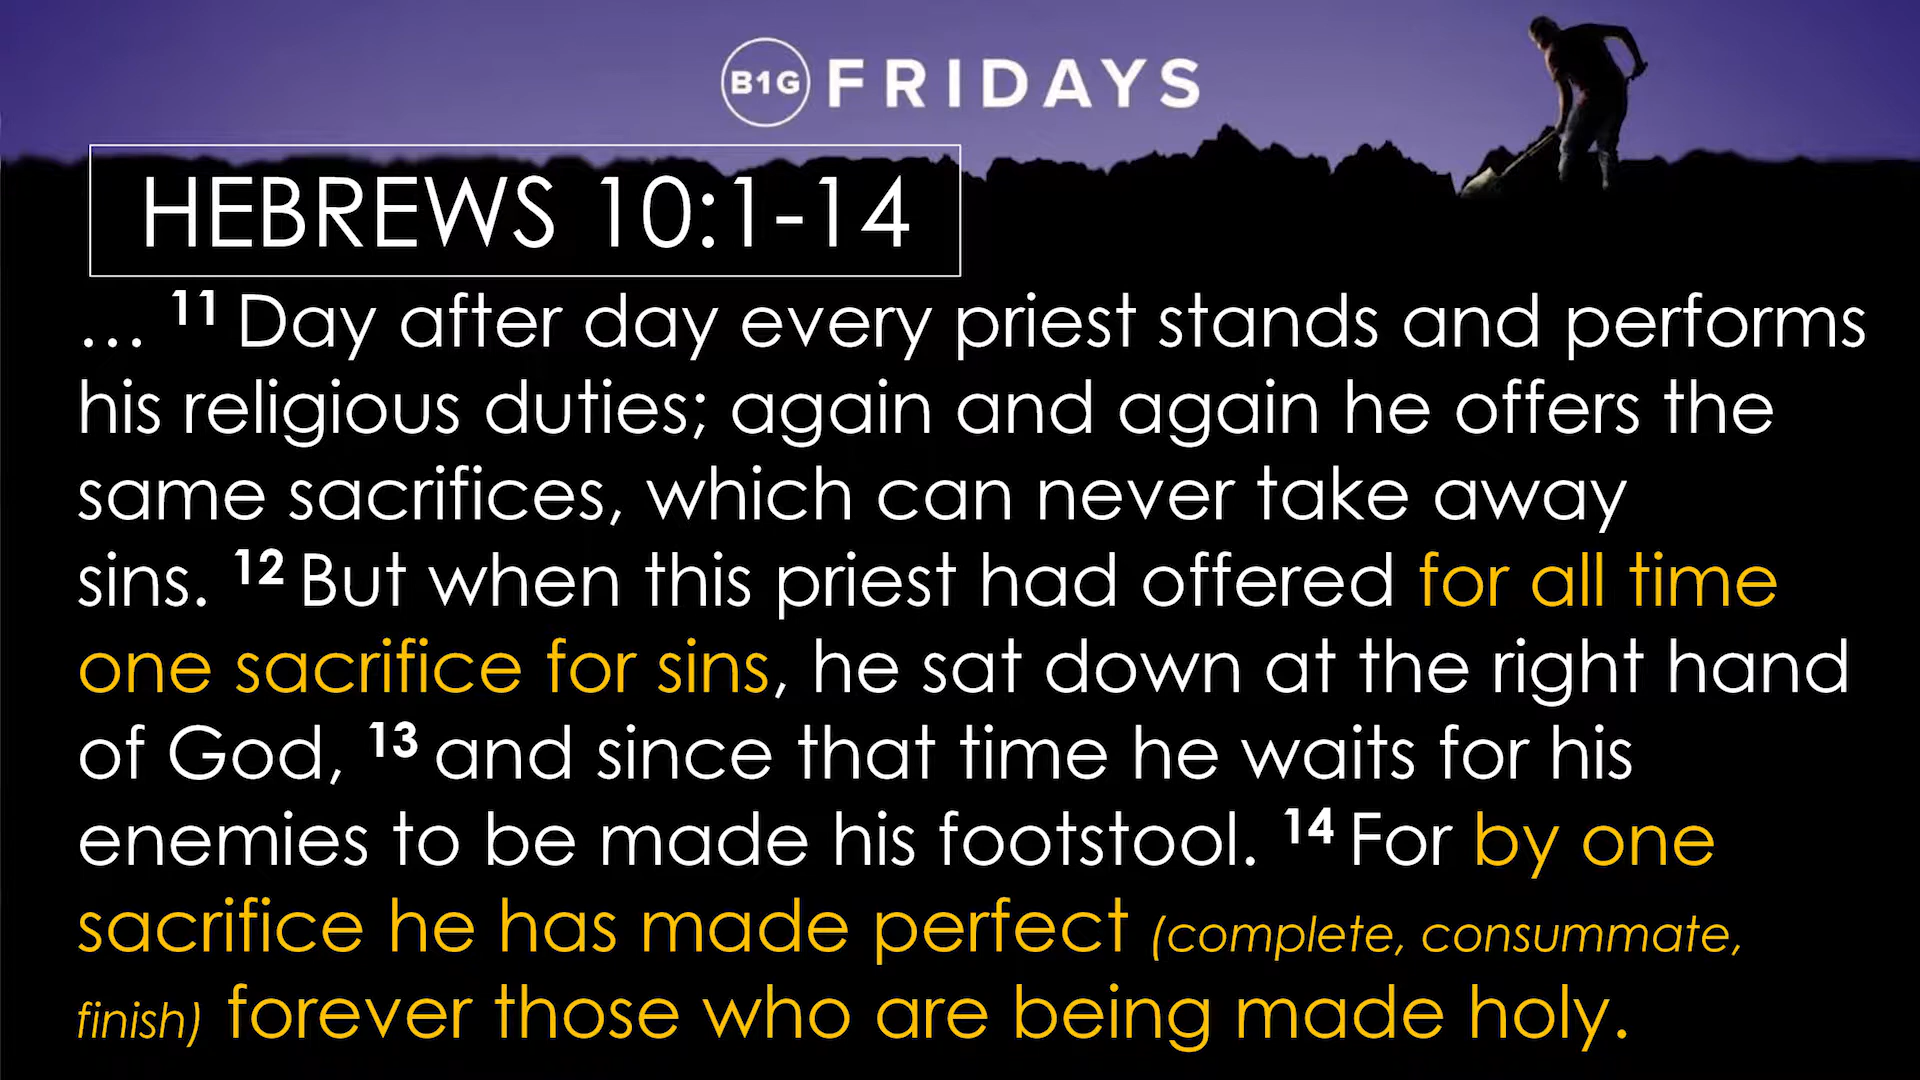 B1G FRIDAYS
HEBREWS 10:1-14
... 11 Day after day every priest stands and performs
his religious duties; again and again he offers the
same sacrifices, which can never take away
sins. 12 But when this priest had offered for all time
one sacrifice for sins, he sat down at the right hand
of God, 13 and since that time he waits for his
enemies to be made his footstool. 14 For by one
sacrifice he has made perfect (complete, consummate,
finish) forever those who are being made holy.